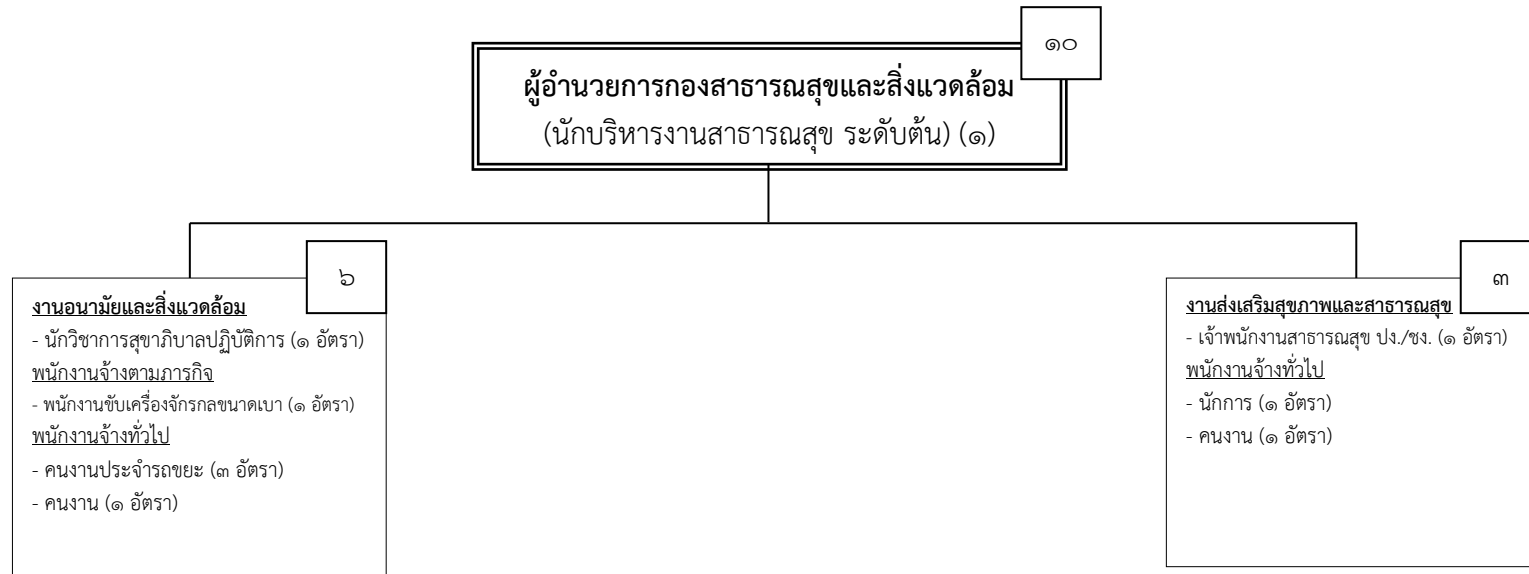 ๑๐
ผู้อำนวยการกองสาธารณสุขและสิ่งแวดล้อม
(นักบริหารงานสาธารณสุข ระดับต้น) (๑)
๖
งานอนามัยและสิ่งแวดล้อม
- นักวิชาการสุขาภิบาลปฏิบัติการ (๑ อัตรา)
พนักงานจ้างตามภารกิจ
- พนักงานขับเครื่องจักรกลขนาดเบา (๑ อัตรา)
พนักงานจ้างทั่วไป
- คนงานประจำรถขยะ (๓ อัตรา)
- คนงาน (๑ อัตรา)
๓
งานส่งเสริมสุขภาพและสาธารณสุข
- เจ้าพนักงานสาธารณสุข ปง./ชง. (๑ อัตรา)
พนักงานจ้างทั่วไป
- นักการ (๑ อัตรา)
- คนงาน (๑ อัตรา)